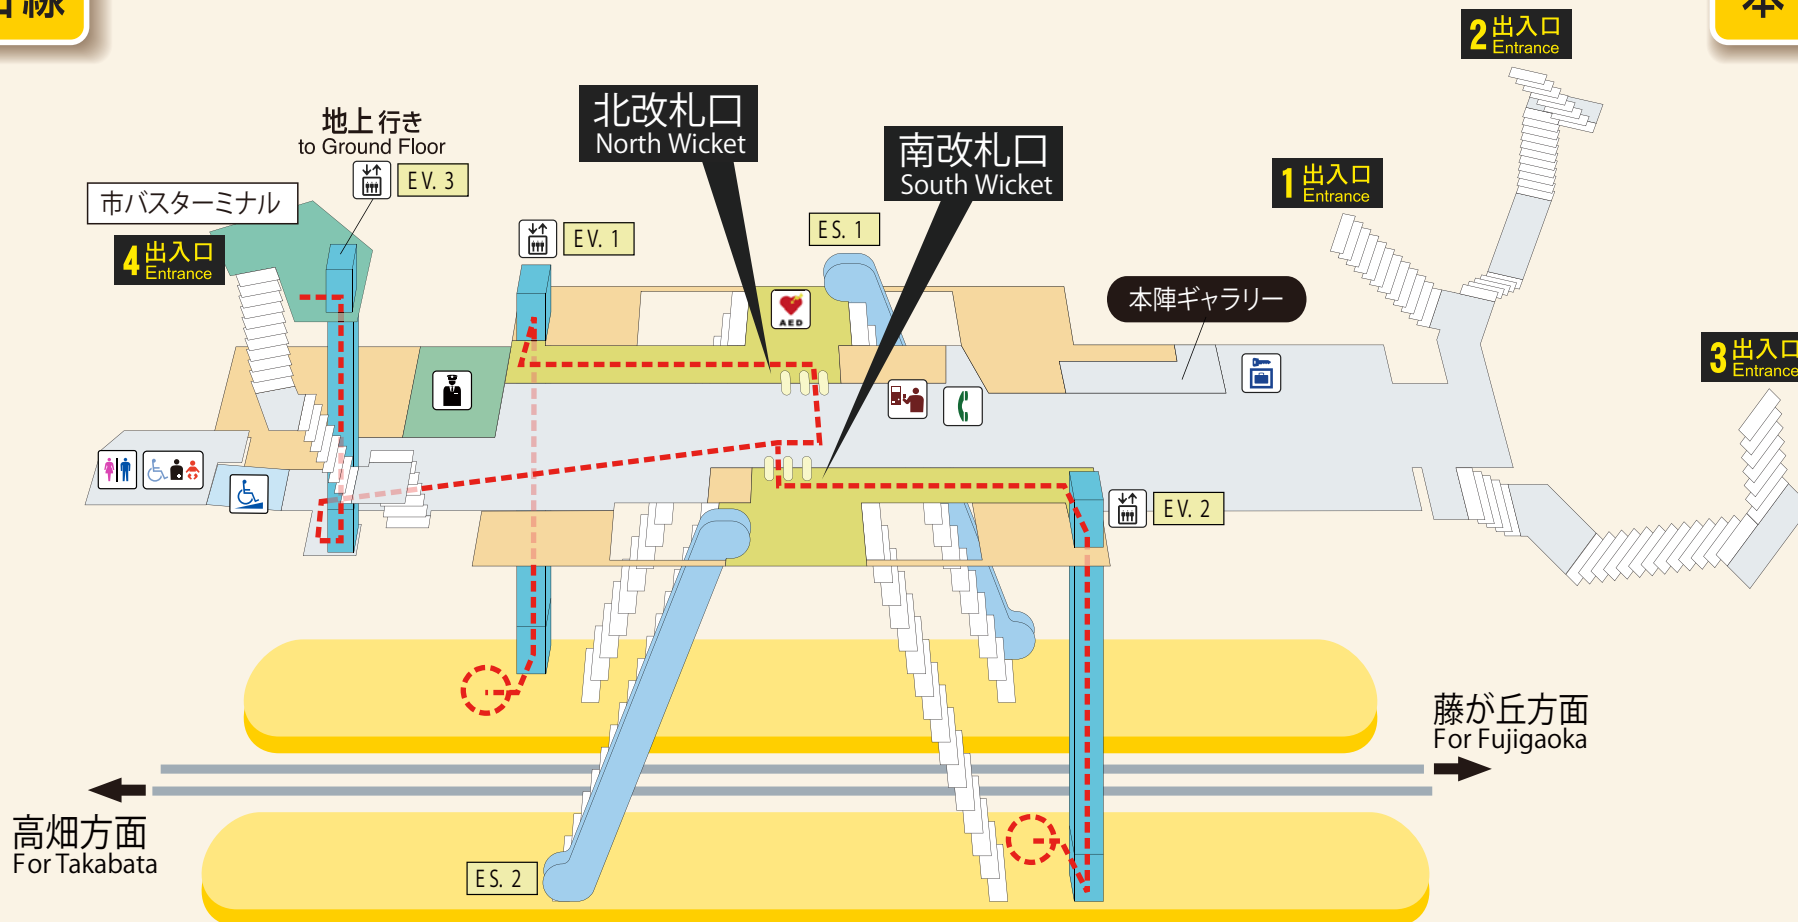 線
本
2 出入口
Entrance
地上行き
to Ground Floor
EV. 3
北改札口
North Wicket
南改札口
South Wicket
1 出入口
Entrance
市バスターミナル
4 出入口
Entrance
EV. 1
ES. 1
本陣ギャラリー
AED
3 出入口
Entrance
EV. 2
藤が丘方面
For Fujigaoka
高畑方面
For Takabata
ES. 2